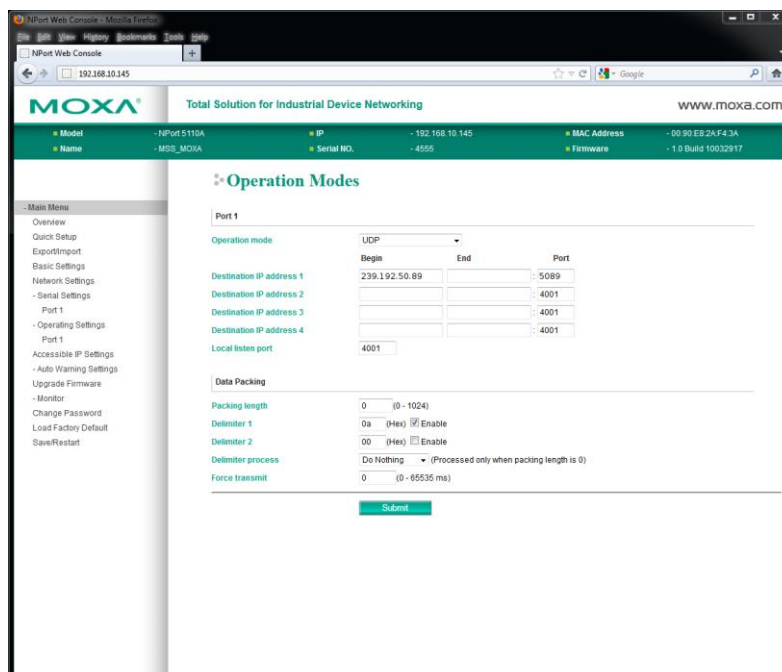 NPort Web Console - Mozilla Firefox
File Edit View History Bookmarks Tools Help
NPort Web Console +
192.168.10.145 Google
MOXA® Total Solution for Industrial Device Networking www.moxa.com
Model - NPort 5110A IP - 192.168.10.145 MAC Address - 00:90:E8:2A:F4:3A
Name - MSS_MOXA Serial NO. - 4555 Firmware - 1.0 Build 10032917
Operation Modes
- Main Menu
Overview
Quick Setup
Export/Import
Basic Settings
Network Settings
- Serial Settings
Port 1
- Operating Settings
Port 1
Accessible IP Settings
- Auto Warning Settings
Upgrade Firmware
- Monitor
Change Password
Load Factory Default
Save/Restart
Port 1
Operation mode UDP
Begin End Port
Destination IP address 1 239.192.50.89 : 5089
Destination IP address 2 : 4001
Destination IP address 3 : 4001
Destination IP address 4 : 4001
Local listen port 4001
Data Packing
Packing length 0 (0 - 1024)
Delimiter 1 0a (Hex) Enable
Delimiter 2 00 (Hex) Enable
Delimiter process Do Nothing (Processed only when packing length is 0)
Force transmit 0 (0 - 65535 ms)
Submit